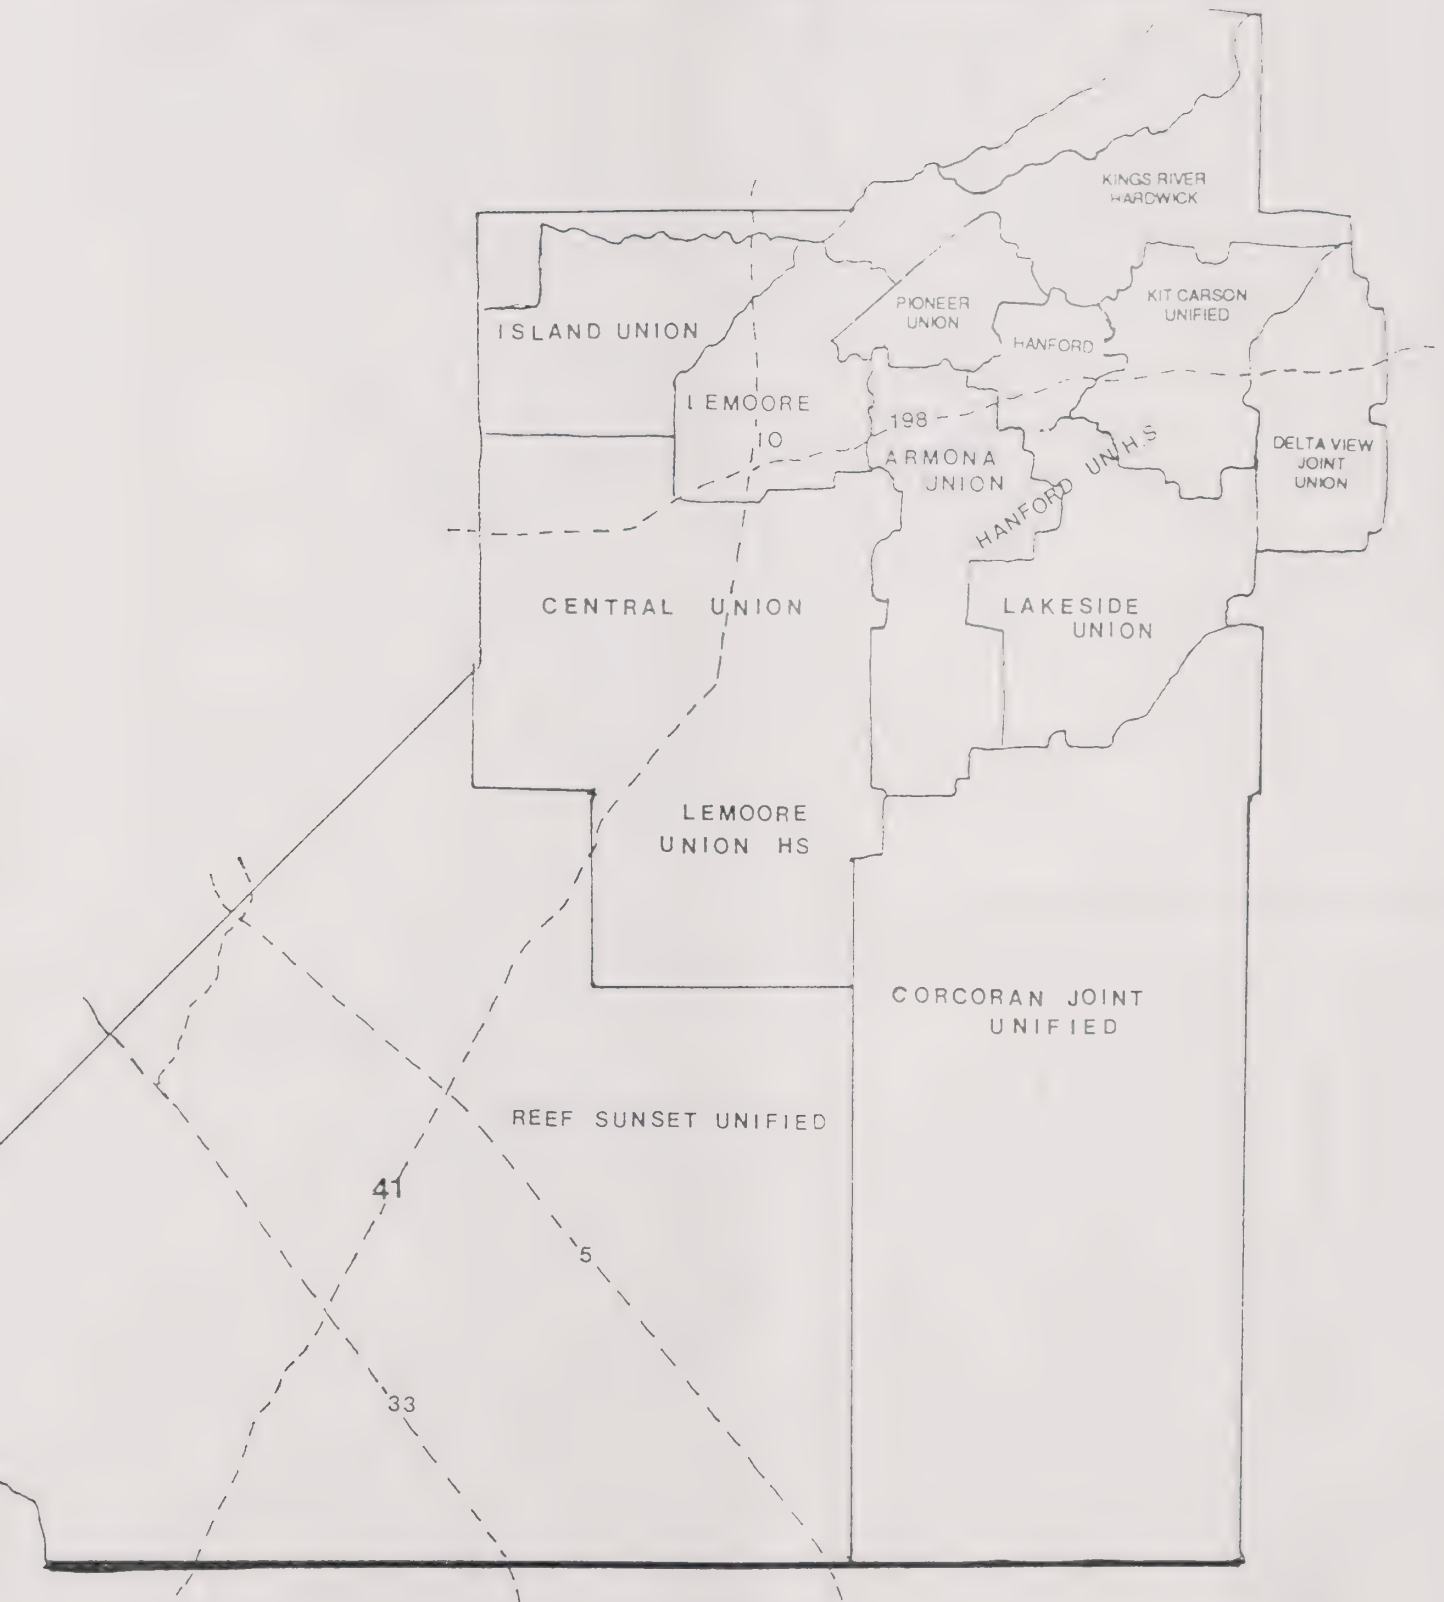 KINGS RIVER
HARDWICK
KIT CARSON
UNIFIED
PIONEER
UNION
HANFORD
ISLAND UNION
LEMOORE
10
198
ARMONA
UNION
HANFORD UN H.S
DELTA VIEW
JOINT
UNION
CENTRAL UNION
LAKESIDE
UNION
LEMOORE
UNION HS
CORCORAN JOINT
UNIFIED
REEF SUNSET UNIFIED
41
5
33